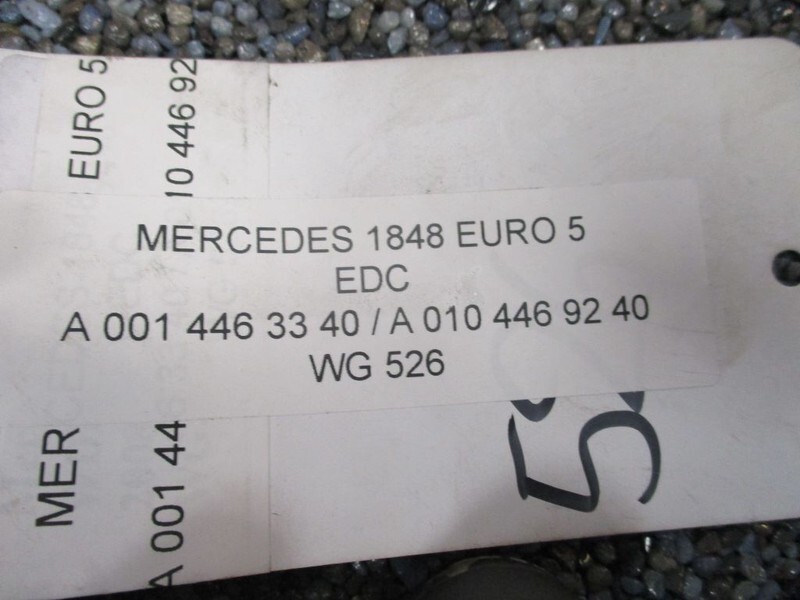 MERCEDES 1848 EURO 5
EDC
A 001 446 33 40 / A 010 446 92 40
WG 526
MER
EURO 5
A 001 44
10 446 92